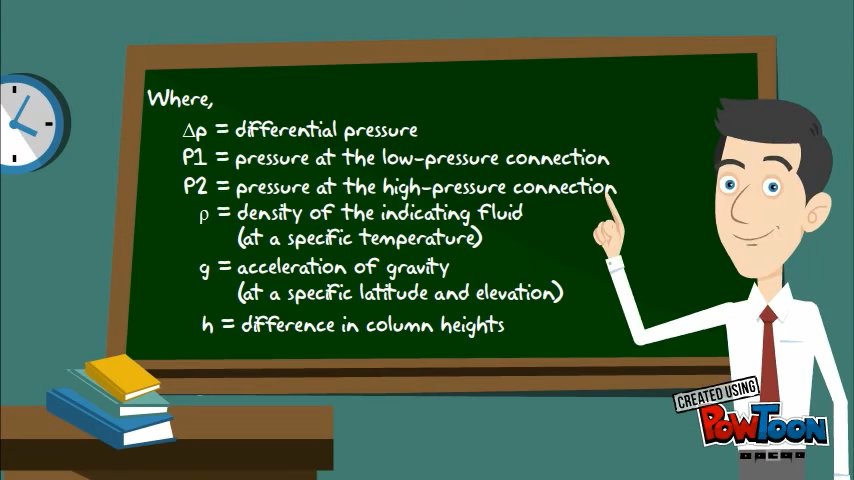 Where,
Δp = differential pressure
P1 = pressure at the low-pressure connection
P2 = pressure at the high-pressure connection
ρ = density of the indicating fluid
(at a specific temperature)
g = acceleration of gravity
(at a specific latitude and elevation)
h = difference in column heights
CREATED USING
POWTOON